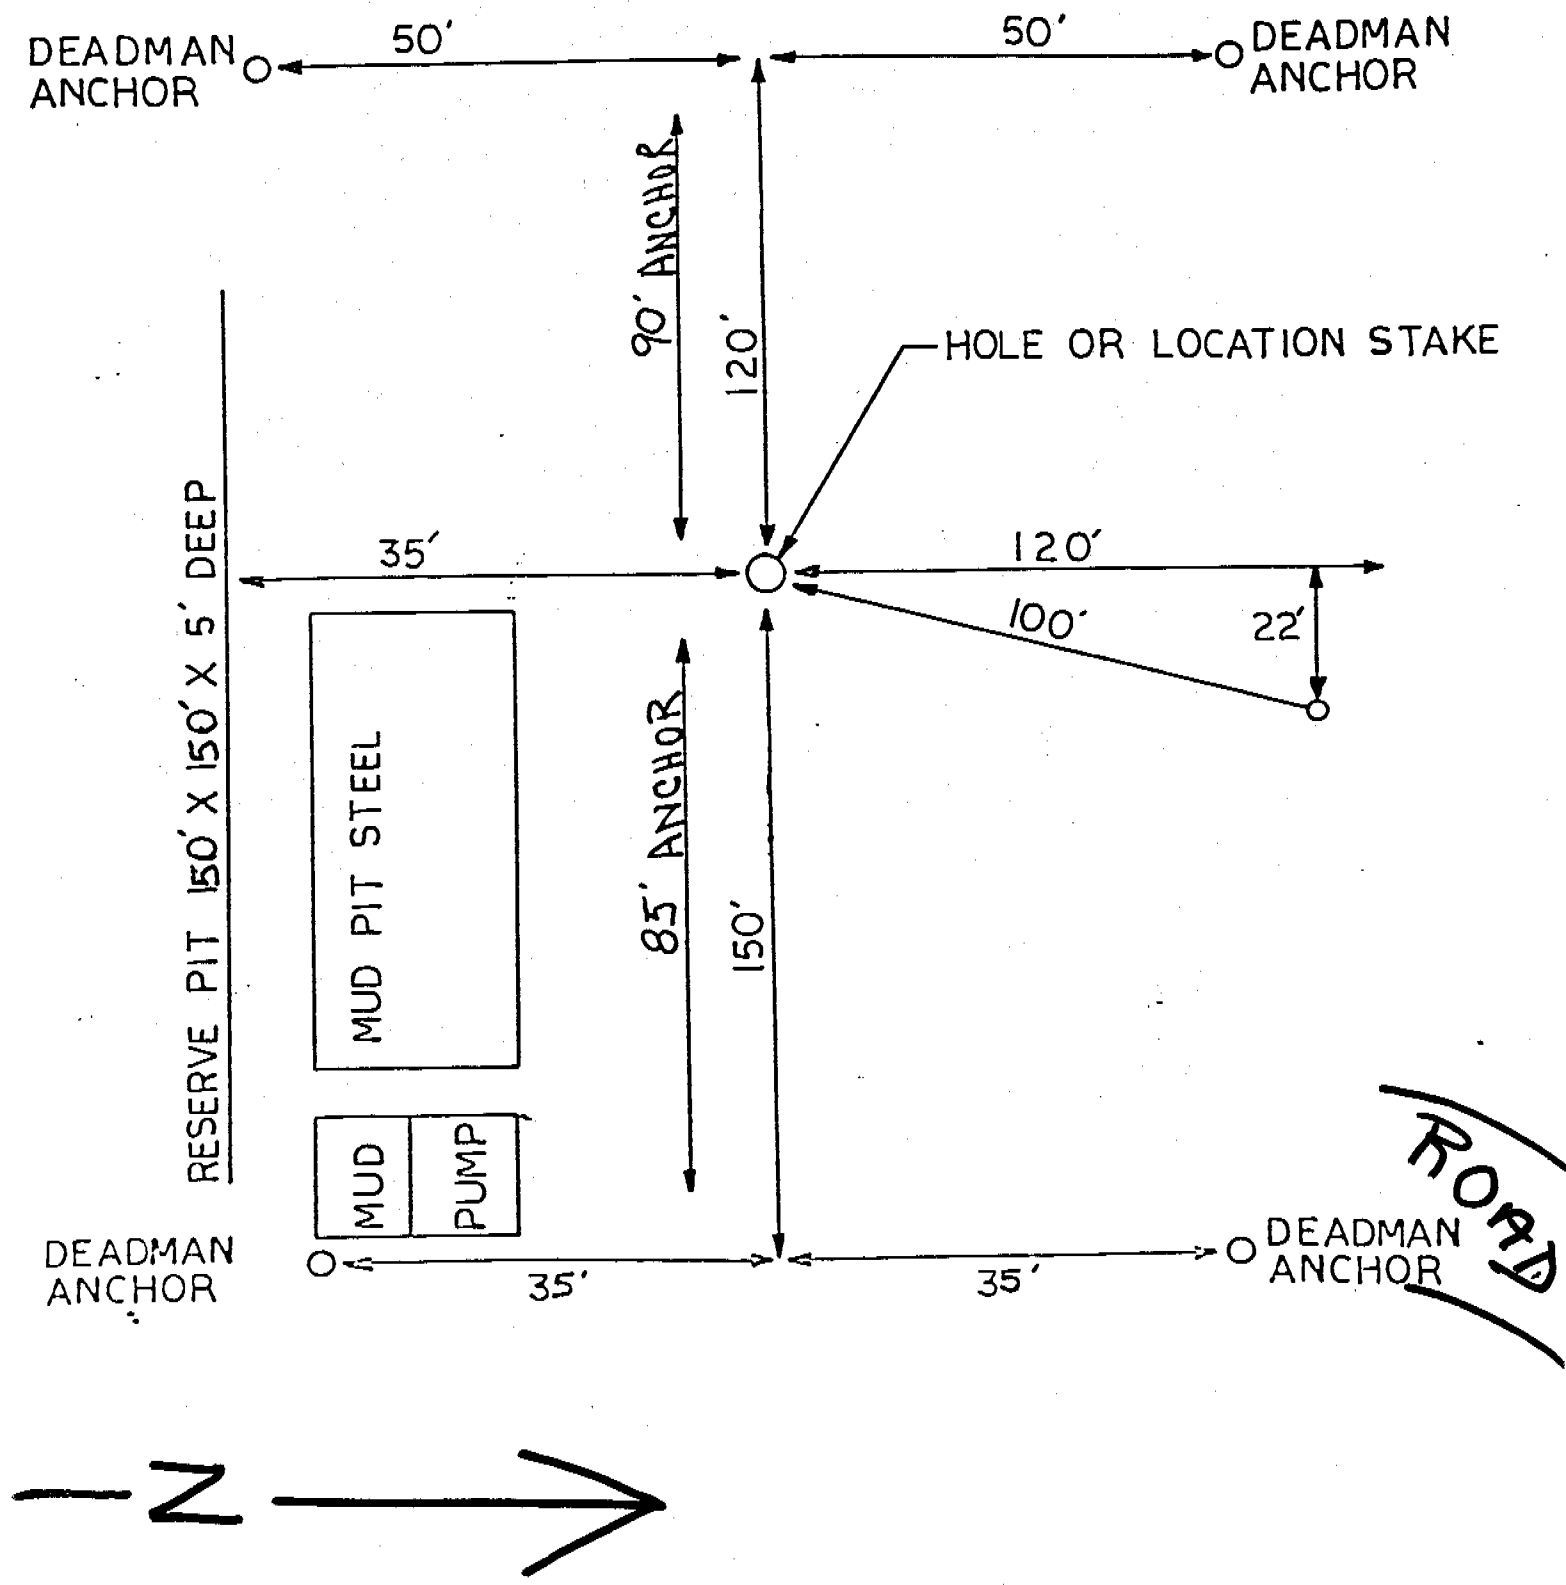 DEADMAN
ANCHOR
50'
50'
DEADMAN
ANCHOR
90' ANCHOR
120'
HOLE OR LOCATION STAKE
35'
120'
100'
22'
RESERVE PIT 150' X 150' X 5' DEEP
MUD PIT STEEL
85' ANCHOR
150'
MUD
PUMP
ROAD
DEADMAN
ANCHOR
35'
35'
DEADMAN
ANCHOR
N